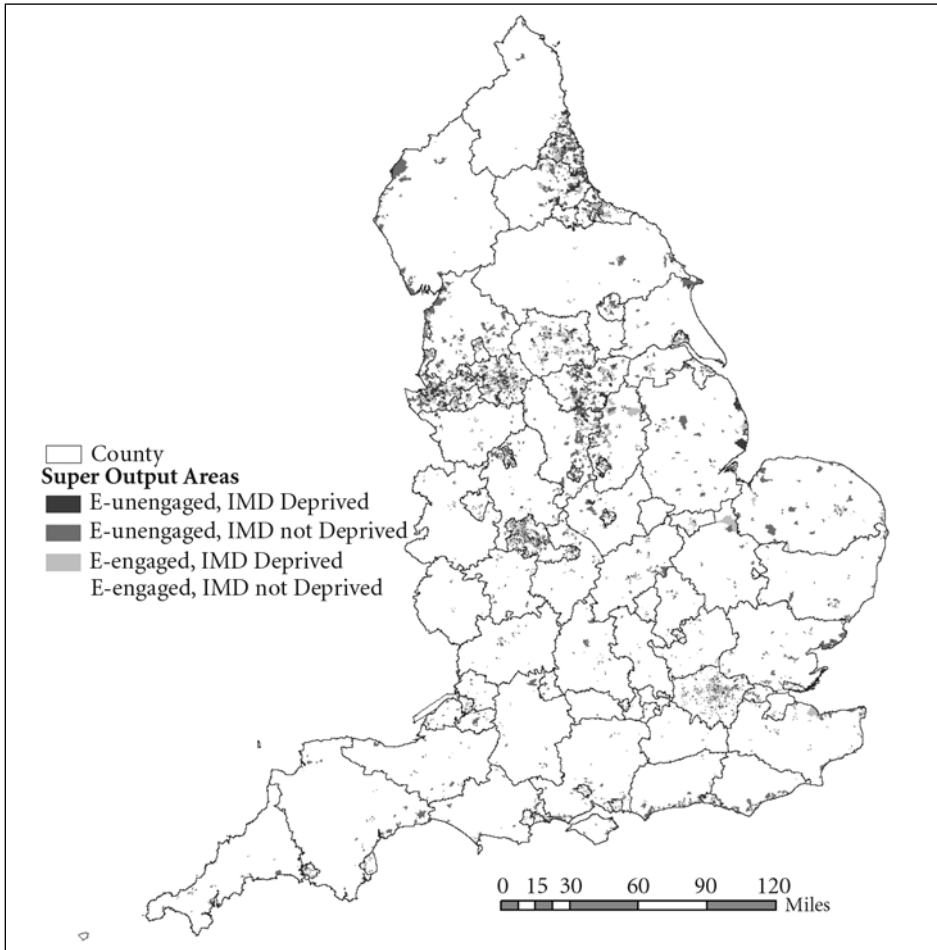 County
Super Output Areas
E-unengaged, IMD Deprived
E-unengaged, IMD not Deprived
E-engaged, IMD Deprived
E-engaged, IMD not Deprived
0 15 30 60 90 120
Miles